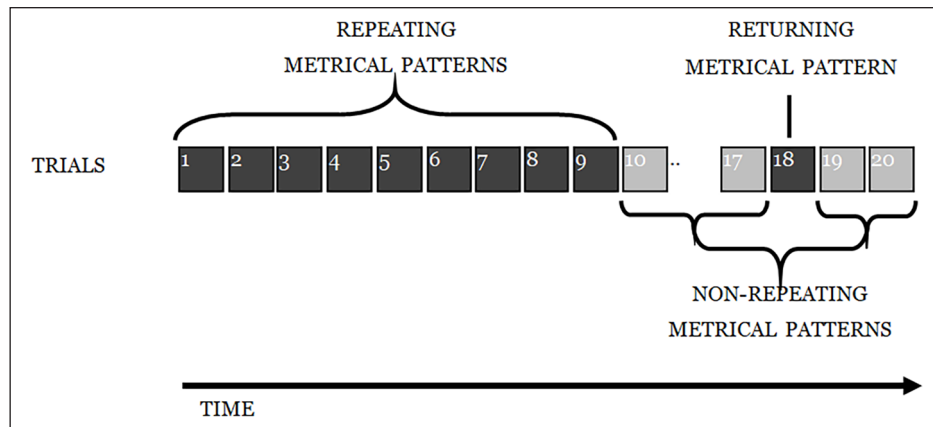 REPEATING
METRICAL PATTERNS
RETURNING
METRICAL PATTERN
TRIALS
1 2 3 4 5 6 7 8 9 10 .. 17 18 19 20
NON-REPEATING
METRICAL PATTERNS
TIME